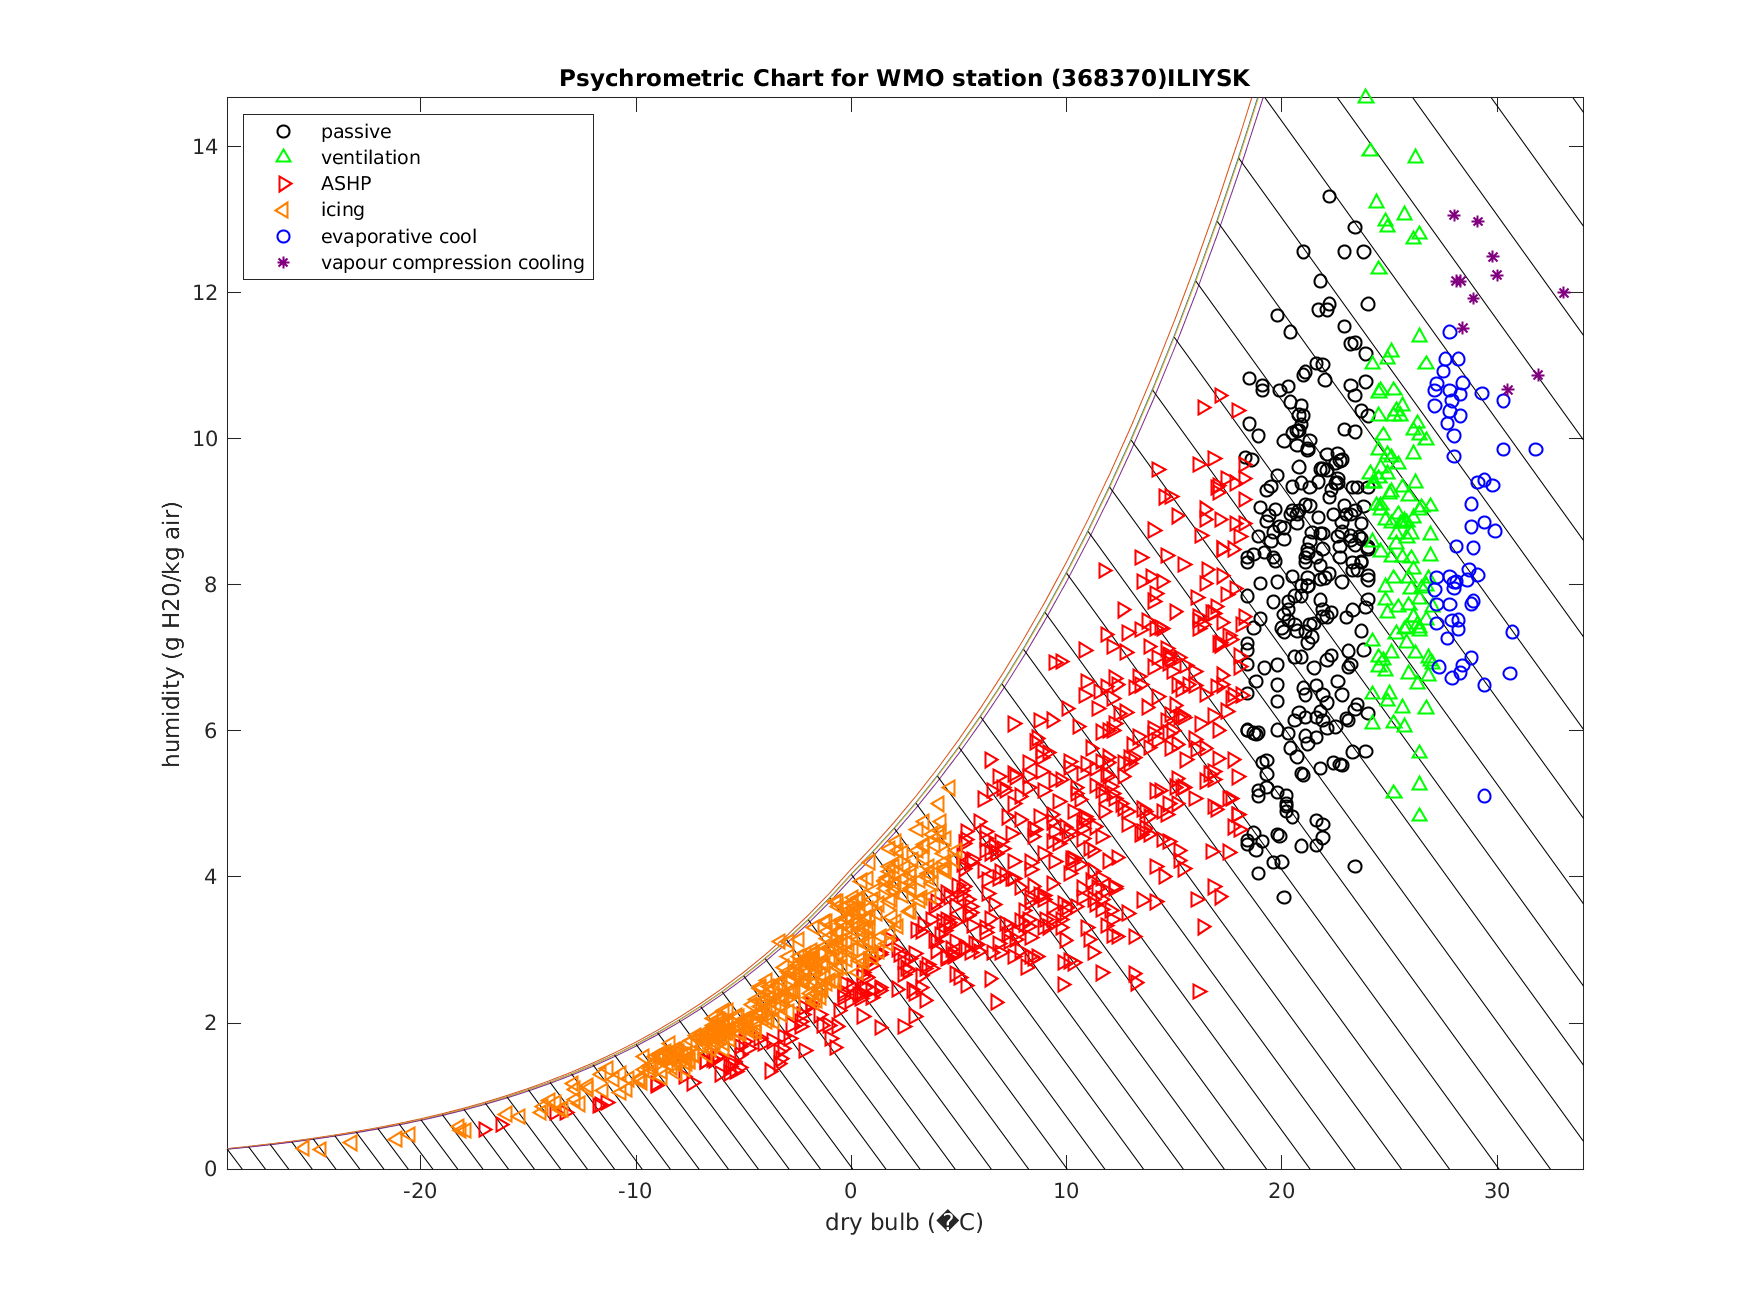 Psychrometric Chart for WMO station (368370)ILIYSK
passive
ventilation
ASHP
icing
evaporative cool
vapour compression cooling
14
12
10
8
6
4
2
0
humidity (g H20/kg air)
-20 -10 0 10 20 30
dry bulb (�C)